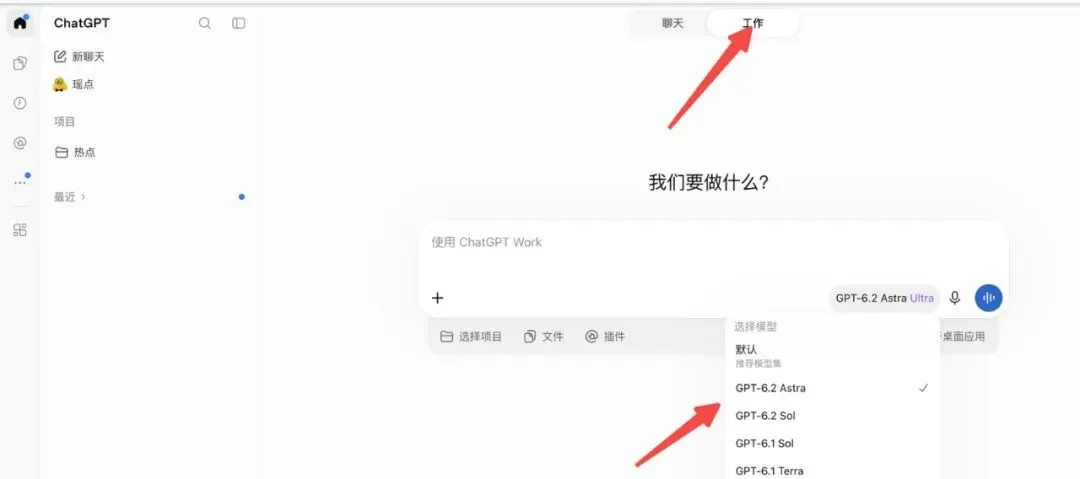 ChatGPT
聊天
工作
新聊天
瑶点
项目
热点
最近 ›
我们要做什么?
使用 ChatGPT Work
GPT-6.2 Astra Ultra
选择项目
文件
插件
桌面应用
选择模型
默认
推荐模型集
GPT-6.2 Astra
GPT-6.2 Sol
GPT-6.1 Sol
GPT-6.1 Terra